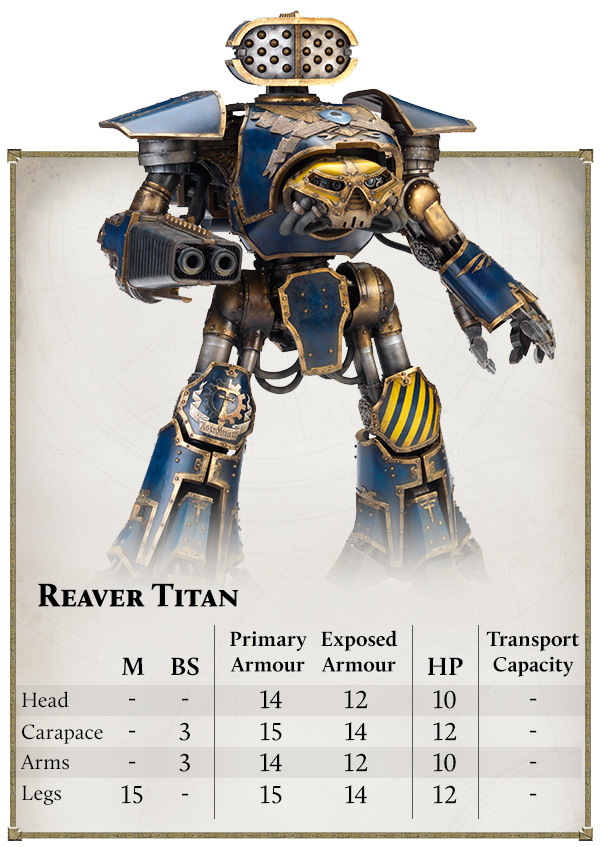 Reaver Titan
Primary Exposed Transport
M BS Armour Armour HP Capacity
Head - - 14 12 10 -
Carapace - 3 15 14 12 -
Arms - 3 14 12 10 -
Legs 15 - 15 14 12 -